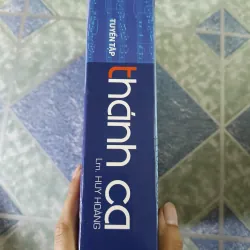 TUYỂN TẬP
thánh ca
Lm. HUY HOÀNG